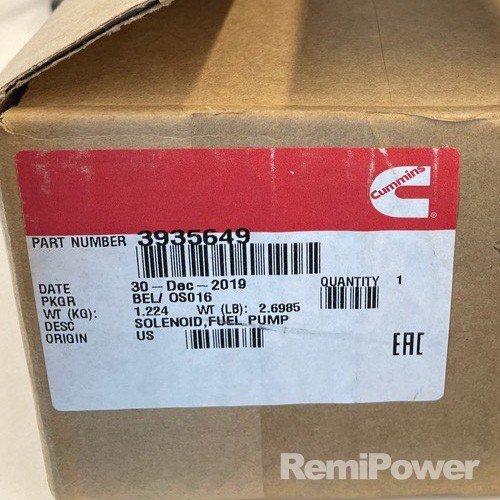 Cummins
PART NUMBER 3935649
DATE 30-Dec-2019 QUANTITY 1
PKGR BEL/ OS016
WT (KG): 1.224 WT (LB): 2.6985
DESC SOLENOID,FUEL PUMP
ORIGIN US
EAC
RemiPower